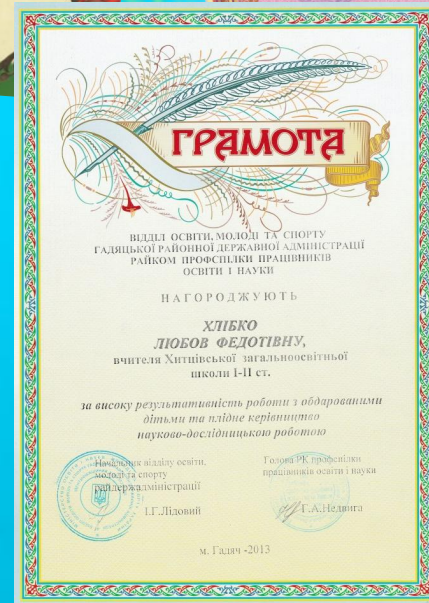 ГРАМОТА
ВІДДІЛ ОСВІТИ, МОЛОДІ ТА СПОРТУ
ГАДЯЦЬКОЇ РАЙОННОЇ ДЕРЖАВНОЇ АДМІНІСТРАЦІЇ
РАЙКОМ ПРОФСПІЛКИ ПРАЦІВНИКІВ
ОСВІТИ І НАУКИ
НАГОРОДЖУЮТЬ
ХЛІБКО
ЛЮБОВ ФЕДОТІВНУ,
вчителя Хитцівської загальноосвітньої
школи І-ІІ ст.
за високу результативність роботи з обдарованими
дітьми та плідне керівництво
науково-дослідницькою роботою
Начальник відділу освіти,
молоді та спорту
райдержадміністрації
І.Г.Лідовий
Голова РК профспілки
працівників освіти і науки
Г.А.Недвига
м. Гадяч -2013